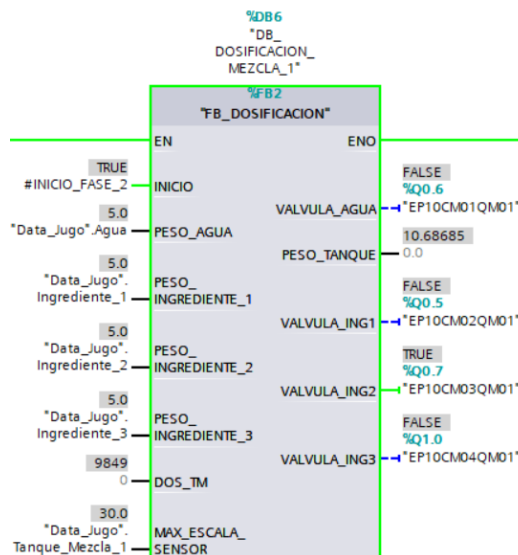 %DB6
"DB_
DOSIFICACION_
MEZCLA_1"
%FB2
"FB_DOSIFICACION"
EN
ENO
TRUE
#INICIO_FASE_2
INICIO
5.0
"Data_Jugo".Agua
PESO_AGUA
5.0
"Data_Jugo".
Ingrediente_1
PESO_
INGREDIENTE_1
5.0
"Data_Jugo".
Ingrediente_2
PESO_
INGREDIENTE_2
5.0
"Data_Jugo".
Ingrediente_3
PESO_
INGREDIENTE_3
9849
0
DOS_TM
30.0
"Data_Jugo".
Tanque_Mezcla_1
MAX_ESCALA_
SENSOR
FALSE
%Q0.6
VALVULA_AGUA
"EP10CM01QM01"
10.68685
PESO_TANQUE
0.0
FALSE
%Q0.5
VALVULA_ING1
"EP10CM02QM01"
TRUE
%Q0.7
VALVULA_ING2
"EP10CM03QM01"
FALSE
%Q1.0
VALVULA_ING3
"EP10CM04QM01"